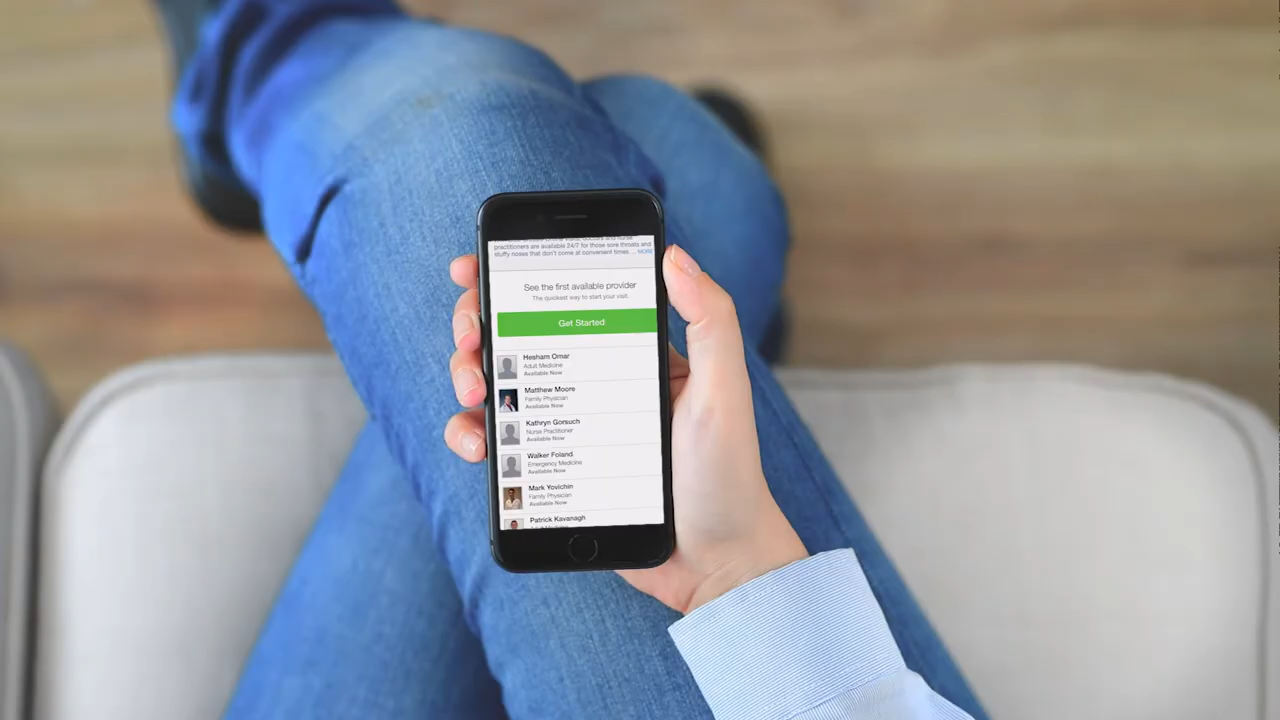 practitioners are available 24/7 for those sore throats and
stuffy noses that don't come at convenient times. ... MORE
See the first available provider
The quickest way to start your visit.
Get Started
Hesham Omar
Adult Medicine
Available Now
Matthew Moore
Family Physician
Available Now
Kathryn Gorsuch
Nurse Practitioner
Available Now
Walker Foland
Emergency Medicine
Available Now
Mark Yovichin
Family Physician
Available Now
Patrick Kavanagh